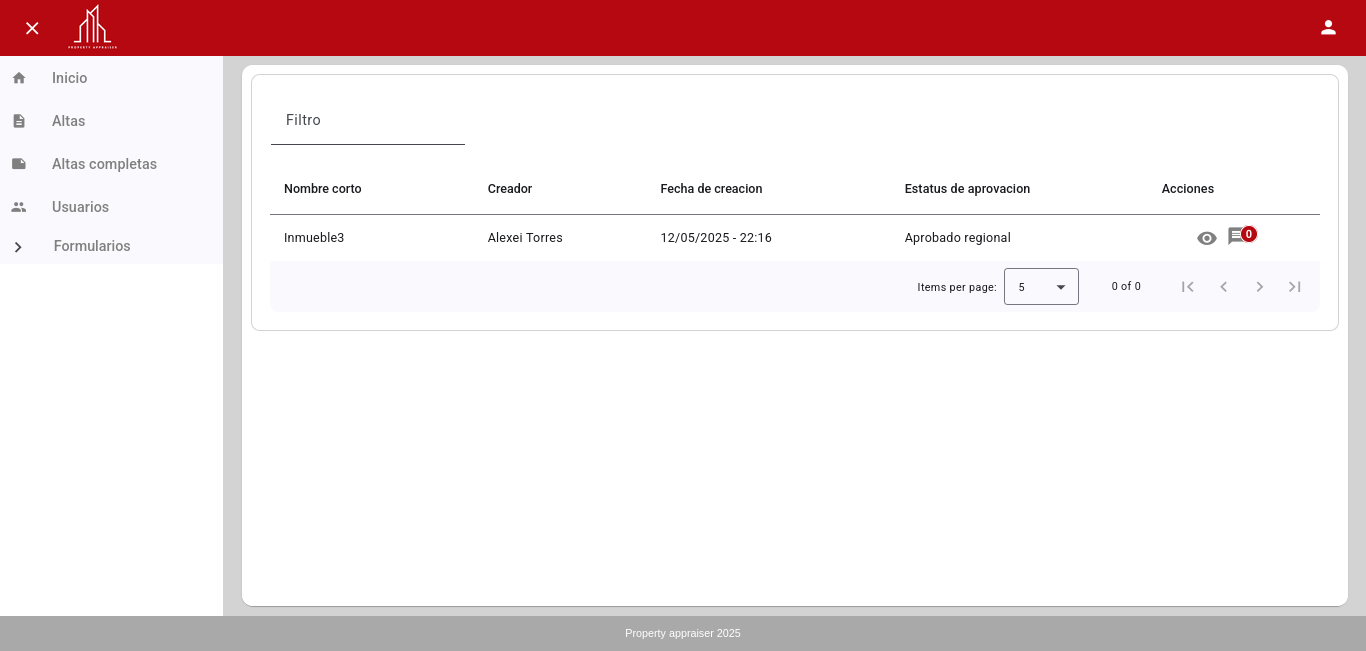 PROPERTY APPRAISER
Inicio
Altas
Altas completas
Usuarios
Formularios
Filtro
Nombre corto Creador Fecha de creacion Estatus de aprovacion Acciones
Inmueble3 Alexei Torres 12/05/2025 - 22:16 Aprobado regional 0
Items per page: 5 0 of 0
Property appraiser 2025